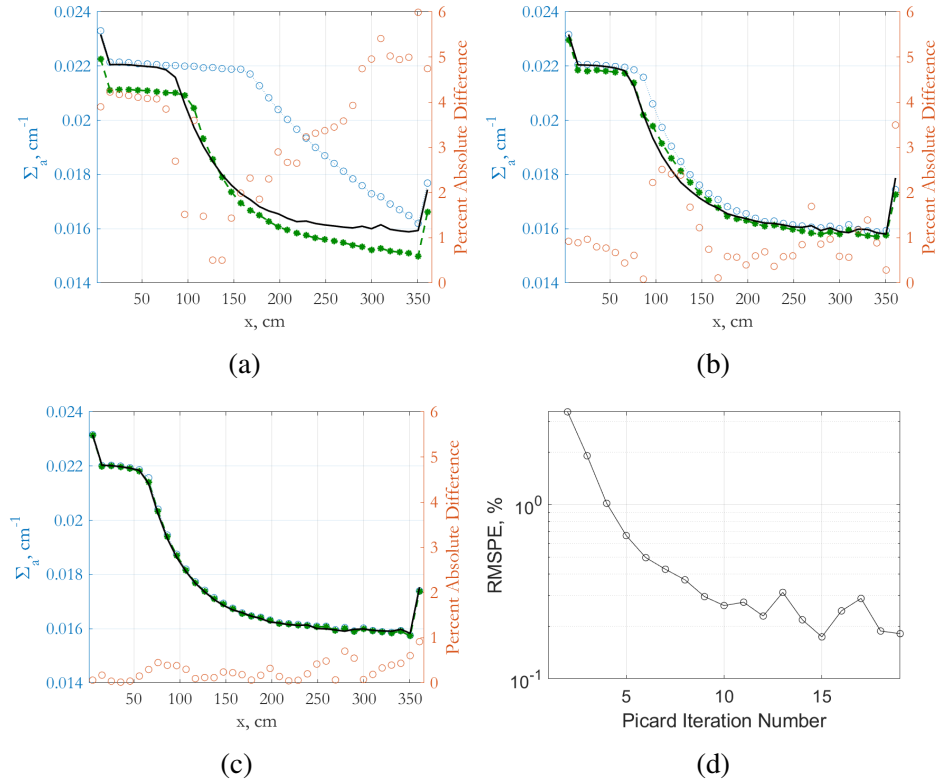 0.024
0.022
0.02
0.018
0.016
0.014
Σa, cm-1
6
5
4
3
2
1
0
Percent Absolute Difference
50 100 150 200 250 300 350
x, cm
(a)
0.024
0.022
0.02
0.018
0.016
0.014
Σa, cm-1
6
5
4
3
2
1
0
Percent Absolute Difference
50 100 150 200 250 300 350
x, cm
(b)
0.024
0.022
0.02
0.018
0.016
0.014
Σa, cm-1
6
5
4
3
2
1
0
Percent Absolute Difference
50 100 150 200 250 300 350
x, cm
(c)
10^0
10^-1
RMSPE, %
5 10 15
Picard Iteration Number
(d)